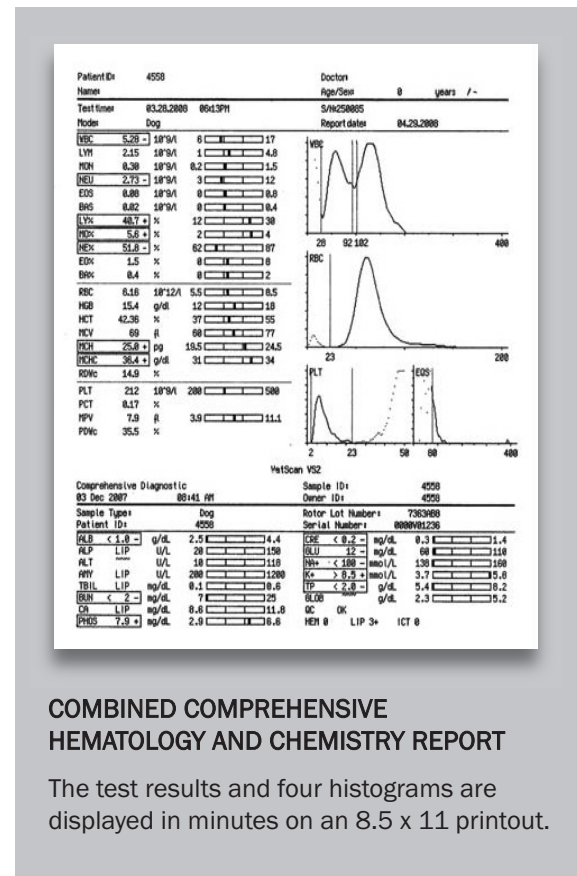 Patient ID: 4558 Doctor:
Name: Age/Sex: 0 years /-
Test time: 03.28.2008 06:13PM S/N:250085
Mode: Dog Report date: 04.29.2008
WBC 5.28 - 10^9/l 6 17
LYM 2.15 10^9/l 1 4.8
MON 0.30 10^9/l 0.2 1.5
NEU 2.73 - 10^9/l 3 12
EOS 0.08 10^9/l 0 0.8
BAS 0.02 10^9/l 0 0.4
LY% 40.7 + % 12 30
MO% 5.6 + % 2 4
NE% 51.8 - % 62 87
EO% 1.5 % 0 8
BA% 0.4 % 0 2
WBC
28 92 102 400
RBC 6.16 10^12/l 5.5 8.5
HGB 15.4 g/dl 12 18
HCT 42.36 % 37 55
MCV 69 fl 60 77
MCH 25.0 + pg 19.5 24.5
MCHC 36.4 + g/dl 31 34
RDWc 14.9 %
RBC
23 200
PLT 212 10^9/l 200 500
PCT 0.17 %
MPV 7.9 fl 3.9 11.1
PDWc 35.5 %
PLT EOS
2 23 50 80 400
VetScan VS2
Comprehensive Diagnostic Sample ID: 4558
03 Dec 2007 08:41 AM Owner ID: 4558
Sample Type: Dog Rotor Lot Number: 7363AB8
Patient ID: 4558 Serial Number: 0000V01236
ALB < 1.0 - g/dL 2.5 4.4
ALP LIP U/L 20 150
ALT U/L 10 118
AMY LIP U/L 200 1200
TBIL LIP mg/dL 0.1 0.6
BUN < 2 - mg/dL 7 25
CA LIP mg/dL 8.6 11.8
PHOS 7.9 + mg/dL 2.9 6.6
CRE < 0.2 - mg/dL 0.3 1.4
GLU 12 - mg/dL 60 110
NA+ < 100 - mmol/L 138 160
K+ > 8.5 + mmol/L 3.7 5.8
TP < 2.0 - g/dL 5.4 8.2
GLOB g/dL 2.3 5.2
QC OK
HEM 0 LIP 3+ ICT 0
COMBINED COMPREHENSIVE
HEMATOLOGY AND CHEMISTRY REPORT
The test results and four histograms are
displayed in minutes on an 8.5 x 11 printout.